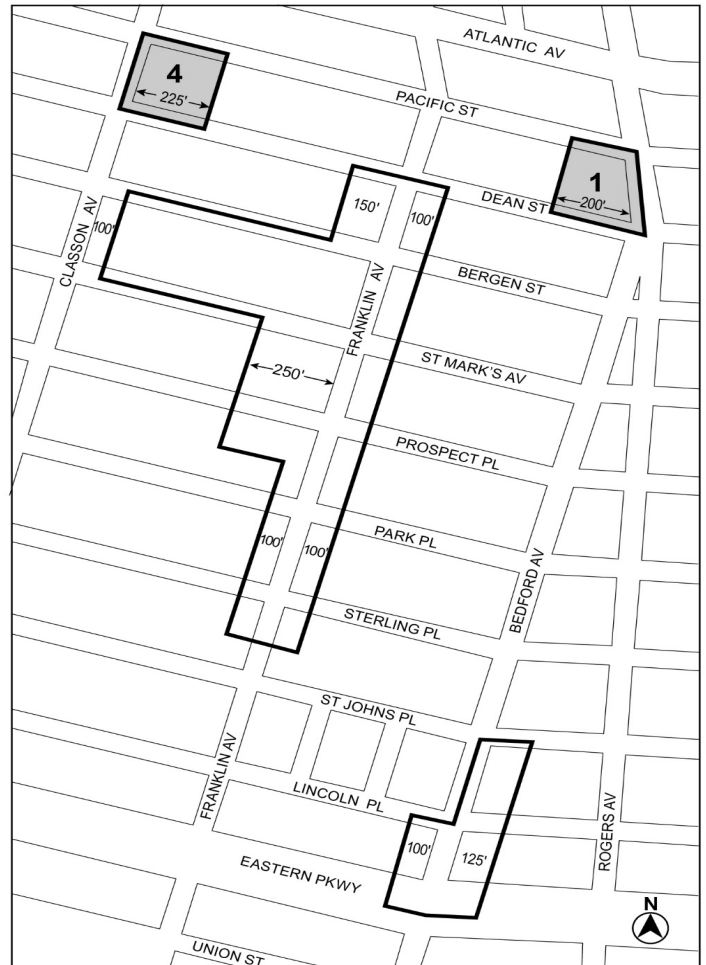 ATLANTIC AV
4
225'
PACIFIC ST
1
200'
DEAN ST
150'
100'
CLASSON AV
100'
BERGEN ST
FRANKLIN AV
ST MARK'S AV
250'
PROSPECT PL
PARK PL
100'
100'
BEDFORD AV
STERLING PL
ST JOHNS PL
FRANKLIN AV
LINCOLN PL
ROGERS AV
100'
125'
EASTERN PKWY
N
UNION ST